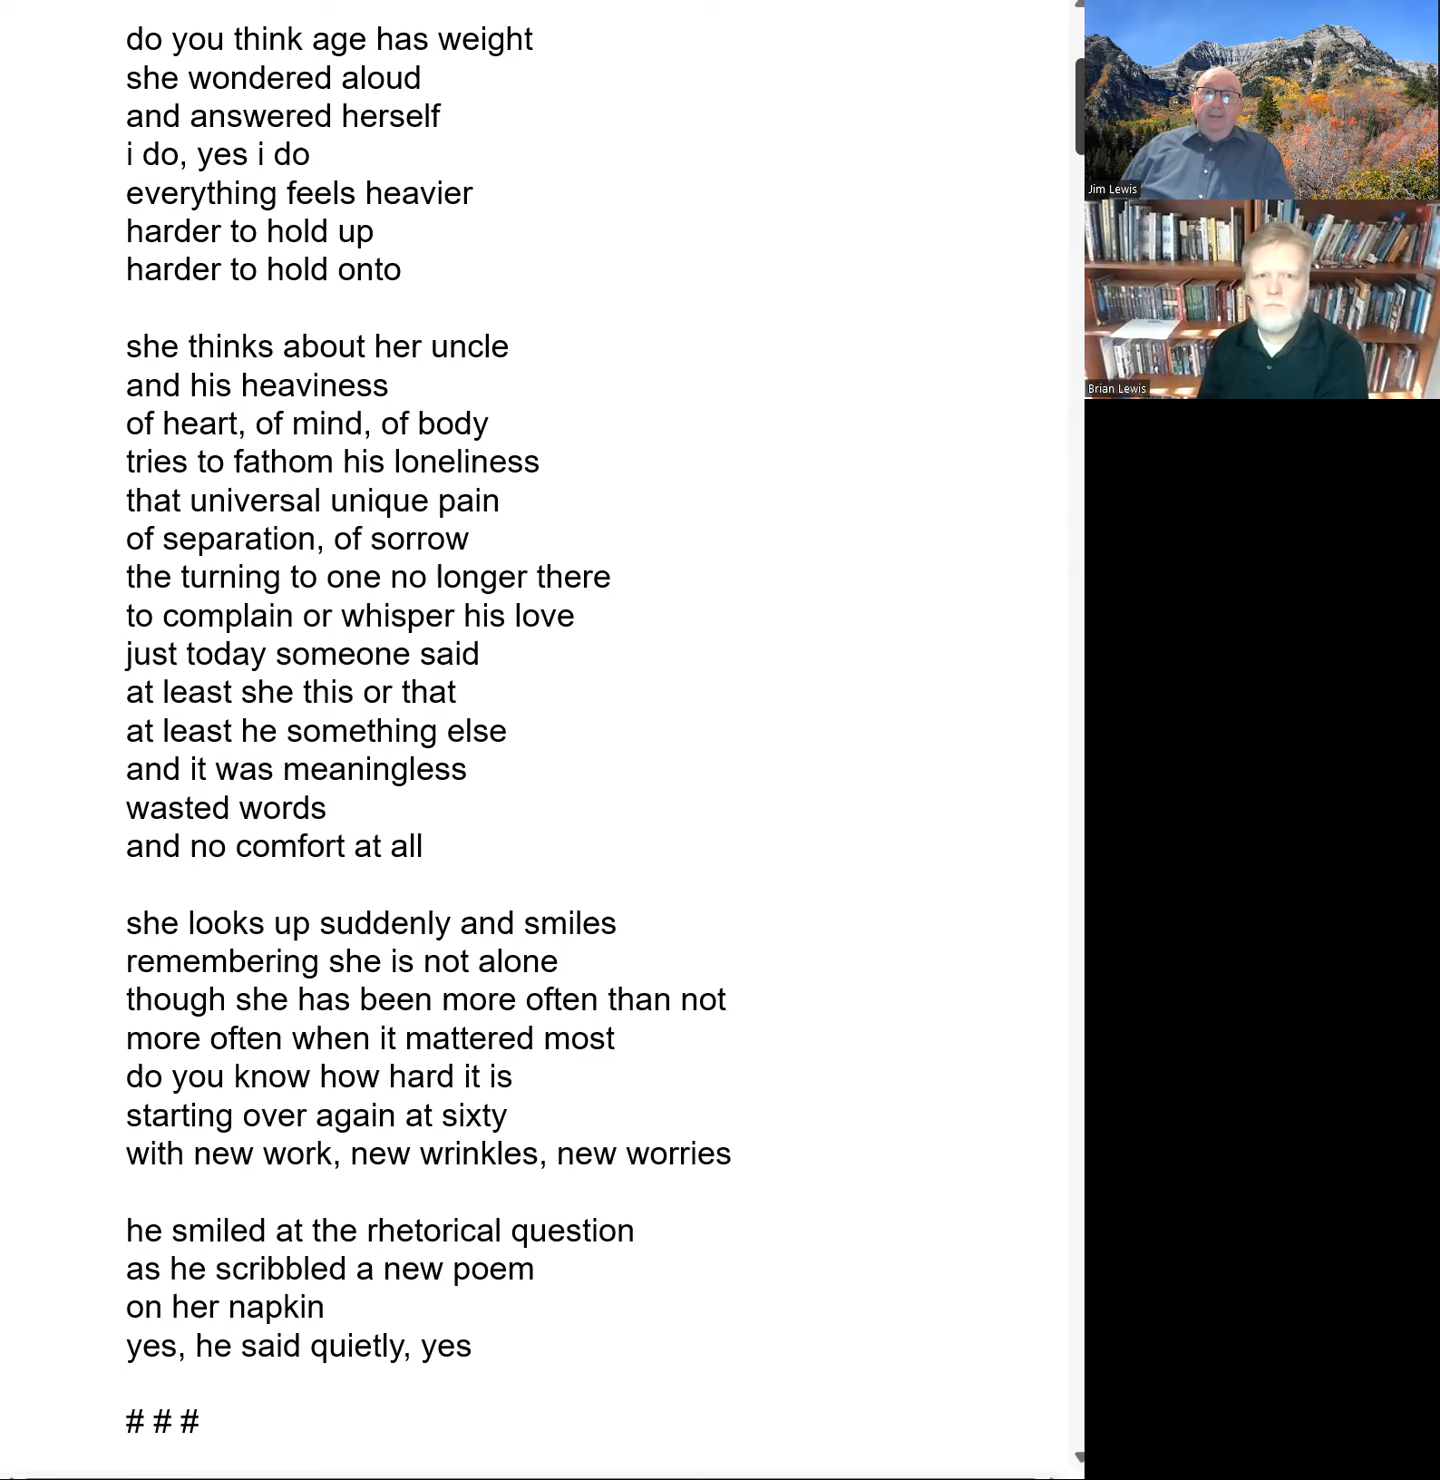 do you think age has weight
she wondered aloud
and answered herself
i do, yes i do
everything feels heavier
harder to hold up
harder to hold onto
she thinks about her uncle
and his heaviness
of heart, of mind, of body
tries to fathom his loneliness
that universal unique pain
of separation, of sorrow
the turning to one no longer there
to complain or whisper his love
just today someone said
at least she this or that
at least he something else
and it was meaningless
wasted words
and no comfort at all
she looks up suddenly and smiles
remembering she is not alone
though she has been more often than not
more often when it mattered most
do you know how hard it is
starting over again at sixty
with new work, new wrinkles, new worries
he smiled at the rhetorical question
as he scribbled a new poem
on her napkin
yes, he said quietly, yes
# # #
Jim Lewis
Brian Lewis